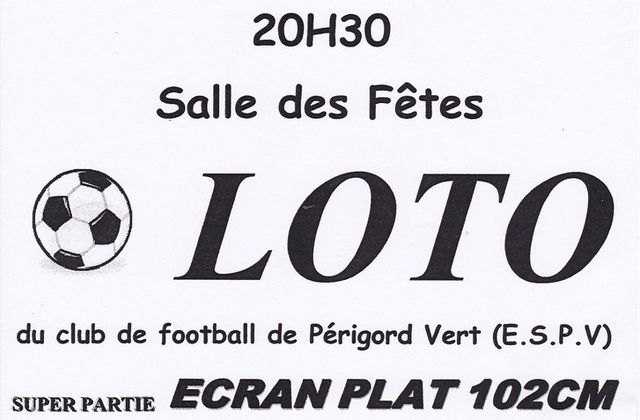 20H30
Salle des Fêtes
LOTO
du club de football de Périgord Vert (E.S.P.V)
SUPER PARTIE ECRAN PLAT 102CM